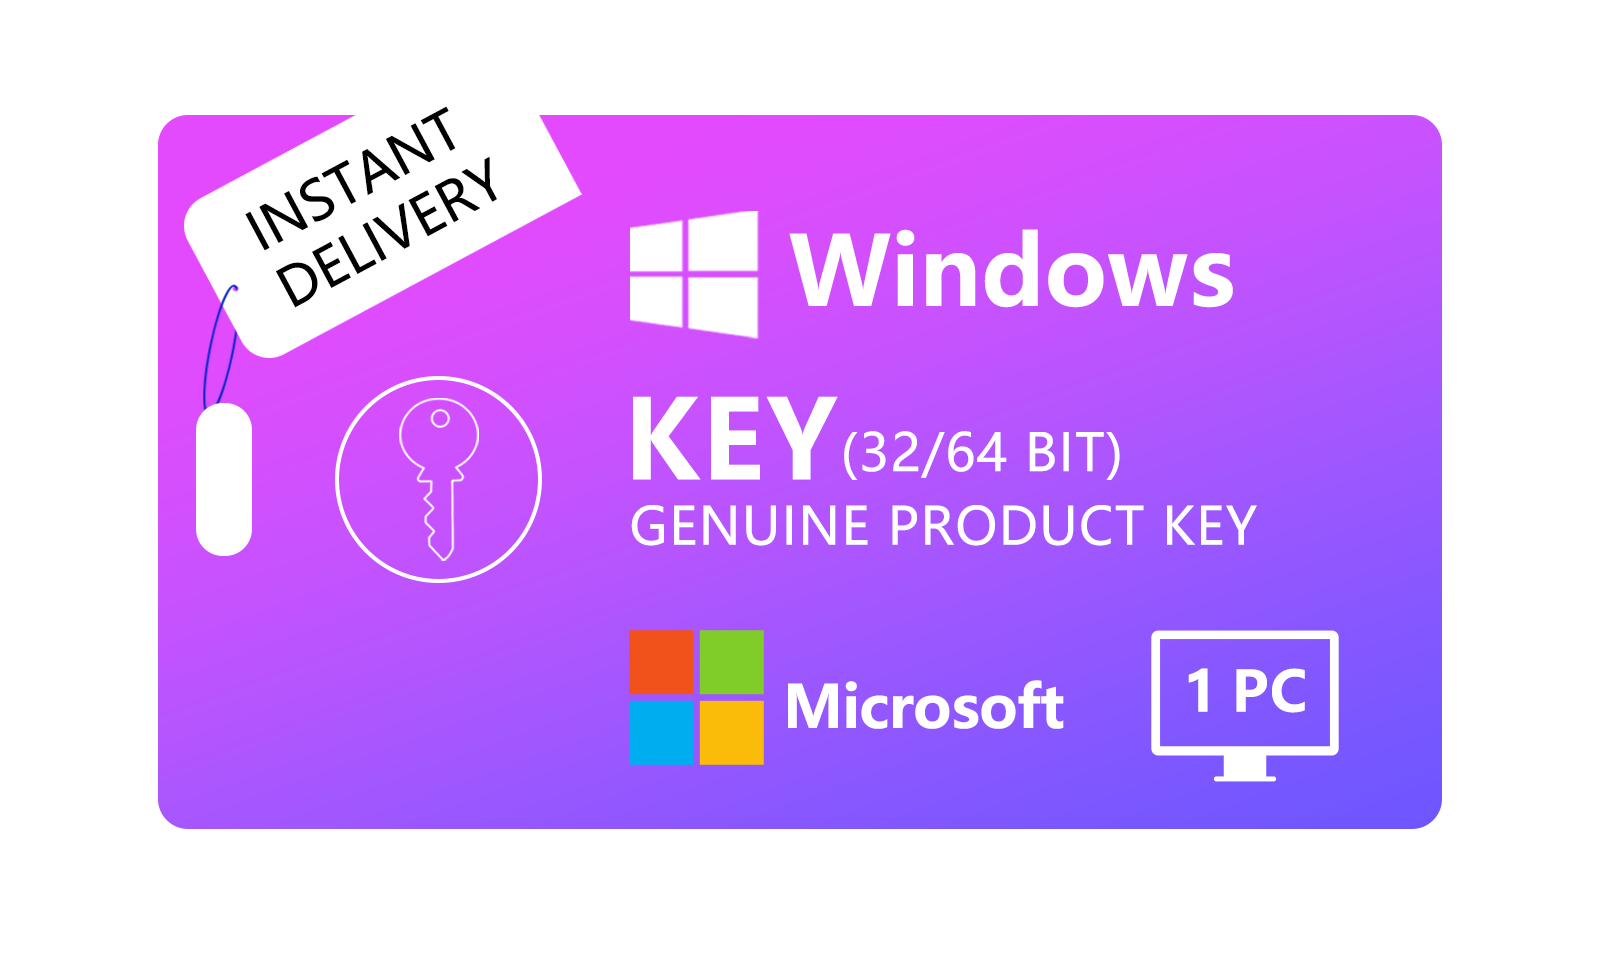 INSTANT
DELIVERY
Windows
KEY (32/64 BIT)
GENUINE PRODUCT KEY
Microsoft
1 PC